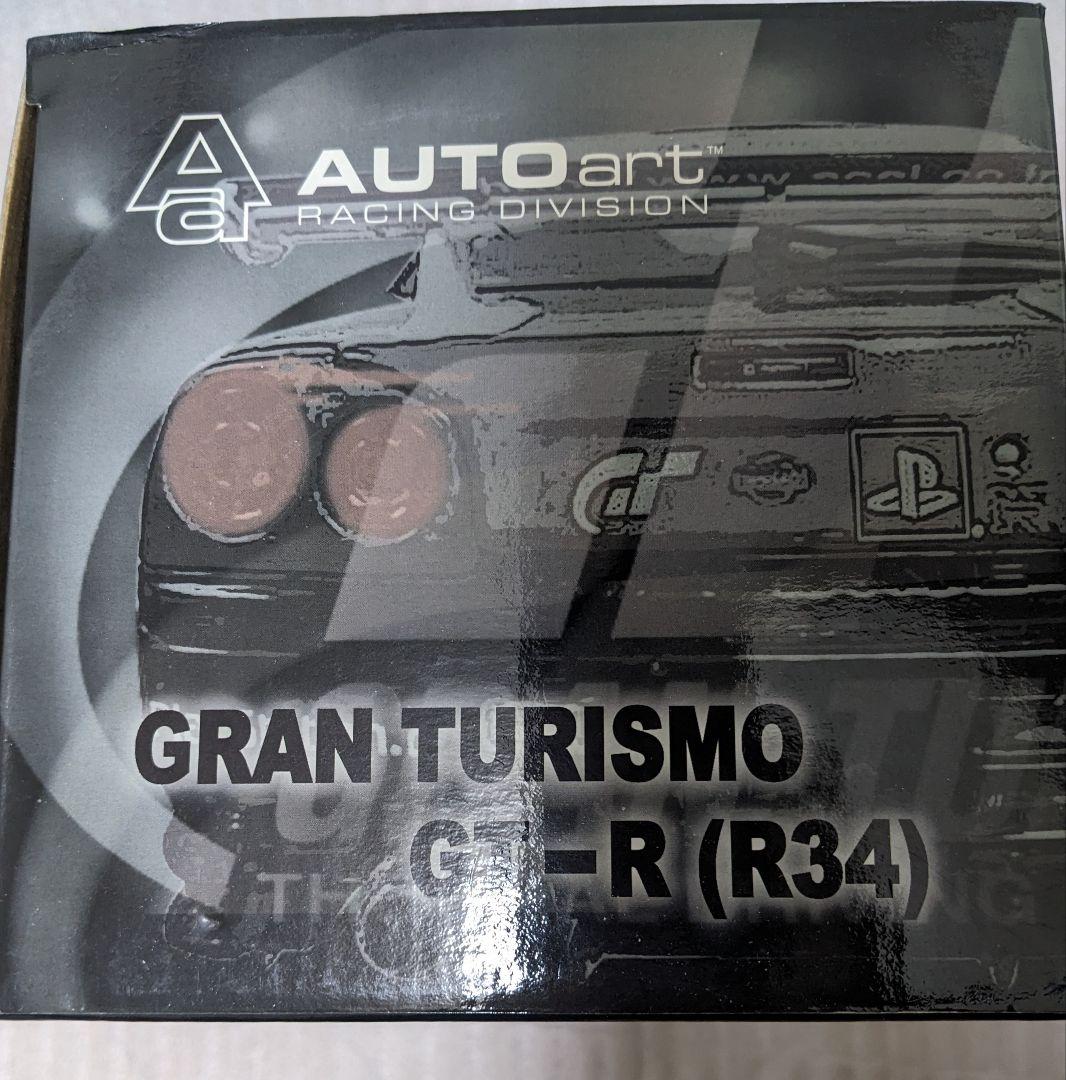 AUTOart™
RACING DIVISION
GRAN TURISMO
GT-R (R34)